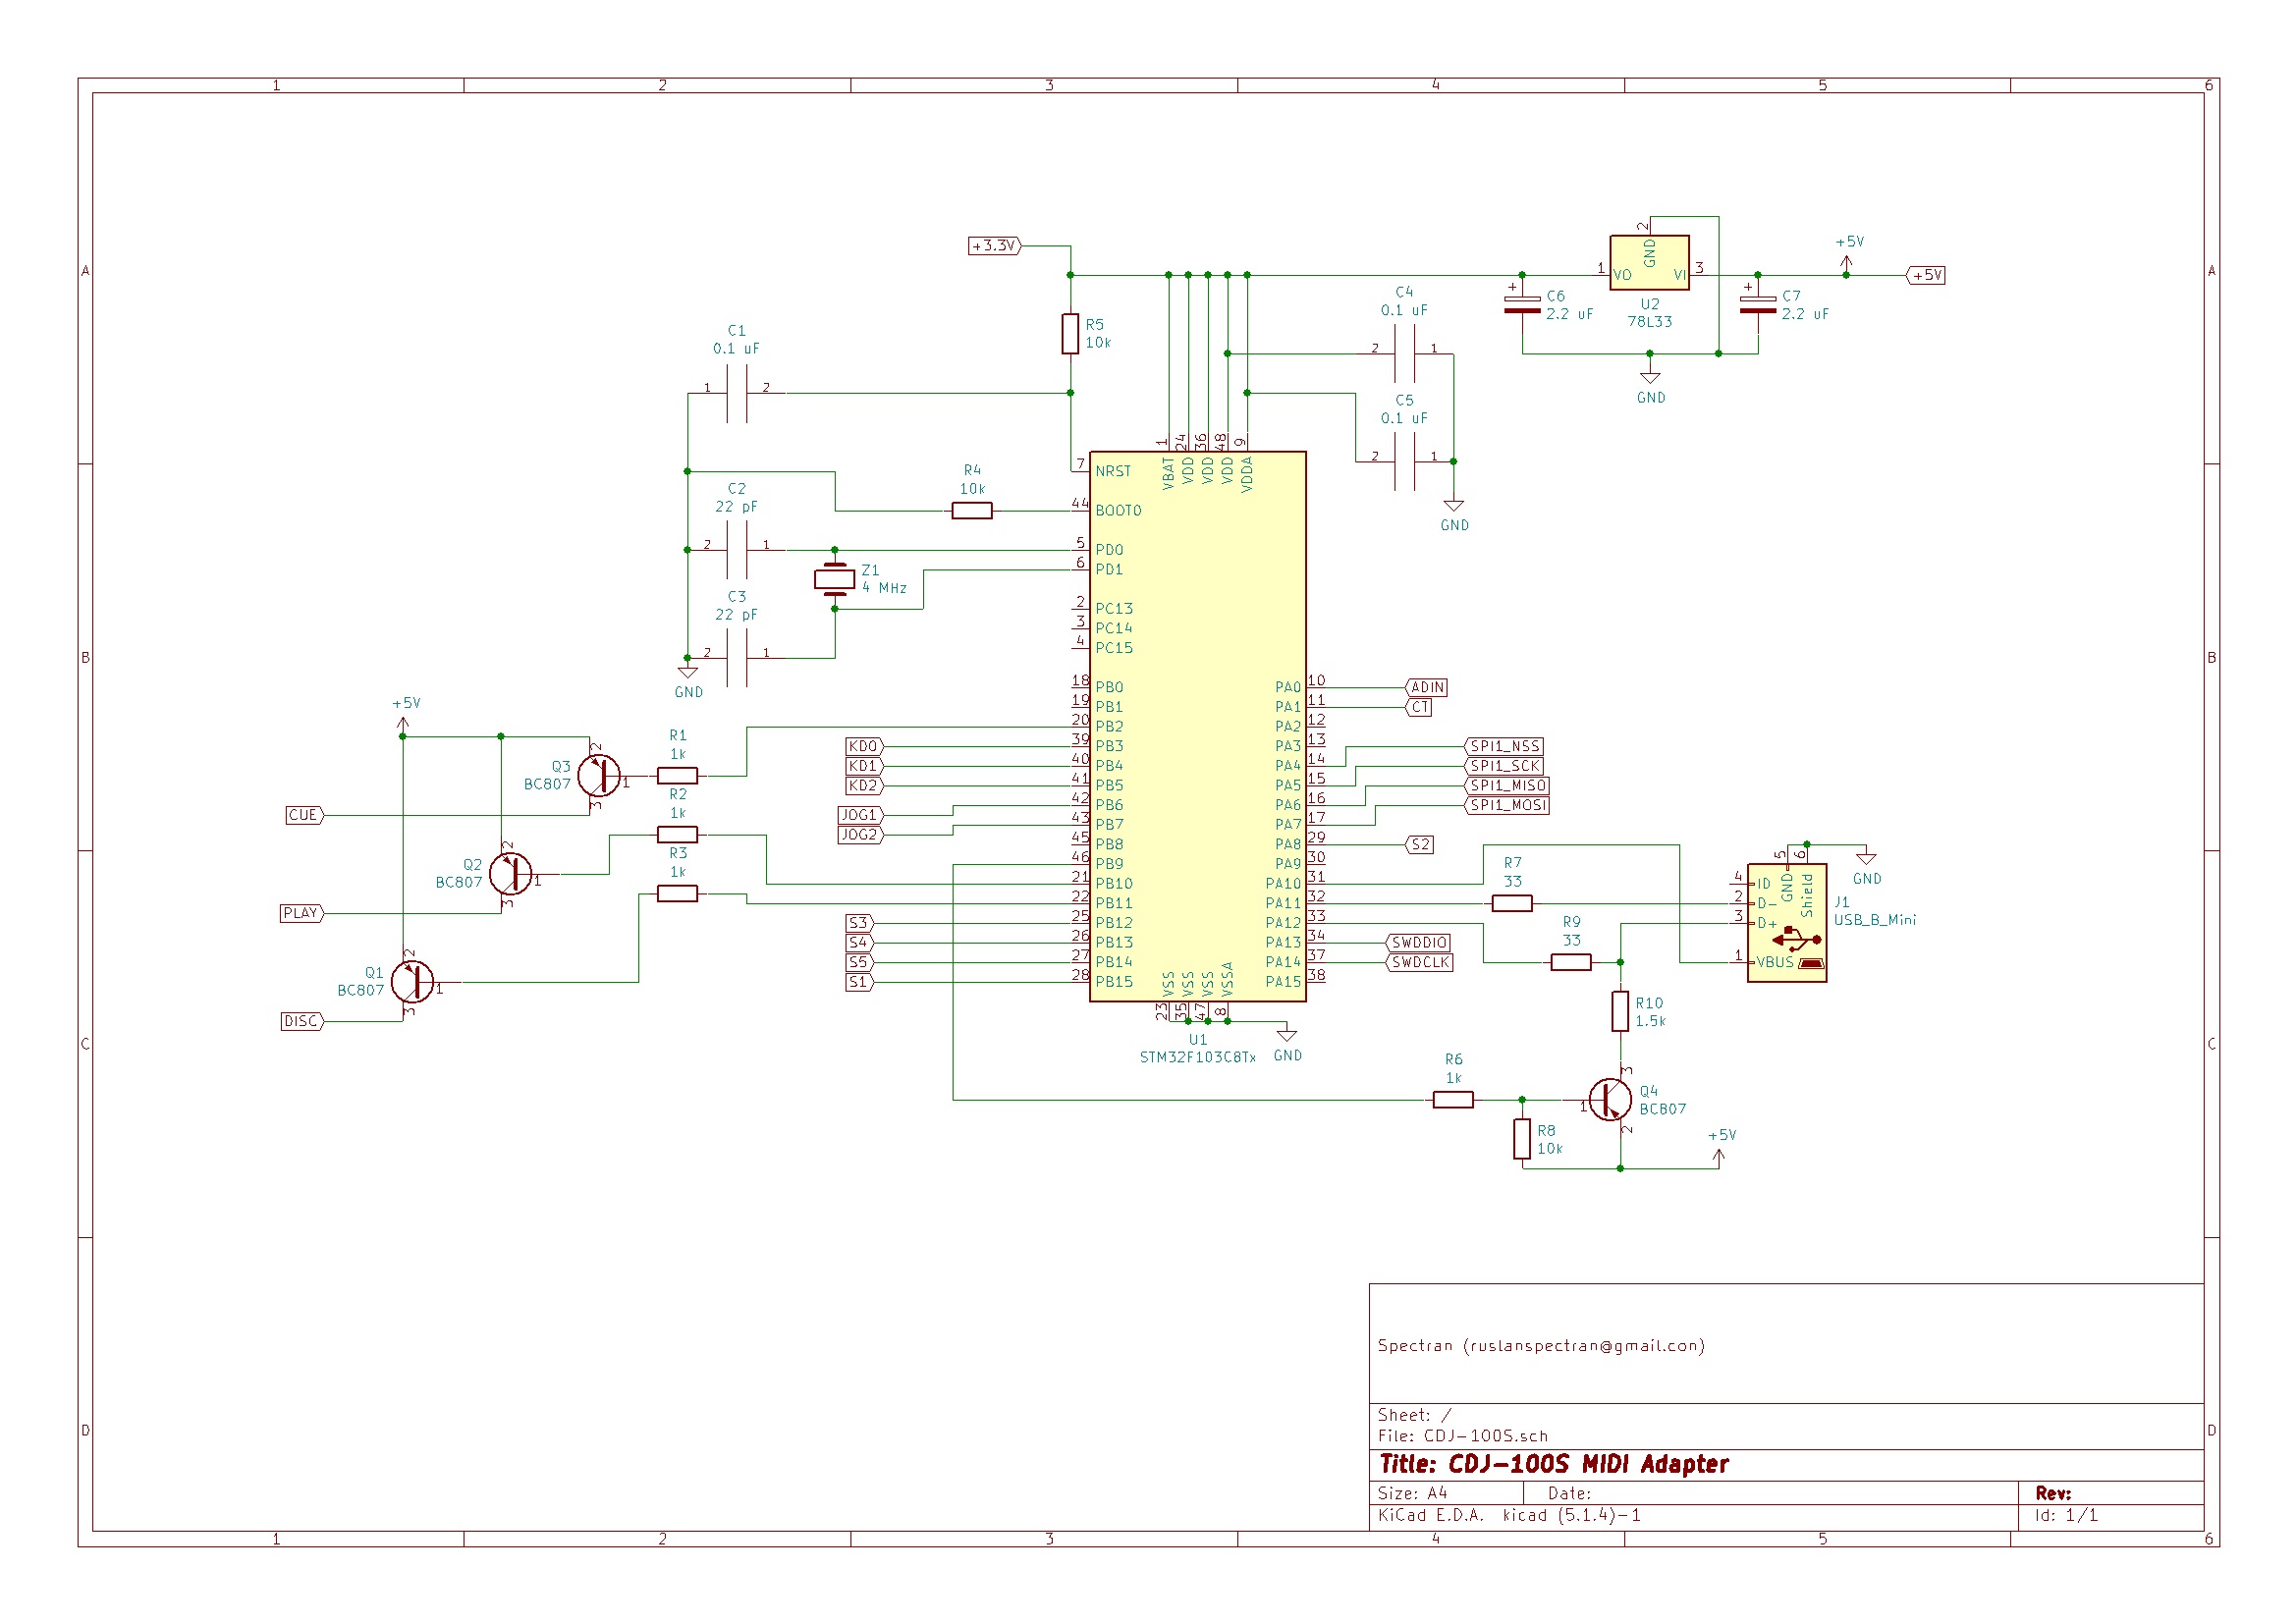 1 2 3 4 5 6
A
B
C
D
A
B
C
D
+3.3V
R5
10k
C1
0.1 uF
1 2
R4
10k
C2
22 pF
2 1
Z1
4 MHz
C3
22 pF
2 1
GND
C4
0.1 uF
2 1
C5
0.1 uF
2 1
GND
2
GND
1 VO VI 3
U2
78L33
C6
2.2 uF
+
C7
2.2 uF
+
+5V
+5V
GND
1 24 36 48 9
VBAT VDD VDD VDD VDDA
7 NRST
44 BOOT0
5 PD0
6 PD1
2 PC13
3 PC14
4 PC15
18 PB0
19 PB1
20 PB2
39 PB3
40 PB4
41 PB5
42 PB6
43 PB7
45 PB8
46 PB9
21 PB10
22 PB11
25 PB12
26 PB13
27 PB14
28 PB15
PA0 10
PA1 11
PA2 12
PA3 13
PA4 14
PA5 15
PA6 16
PA7 17
PA8 29
PA9 30
PA10 31
PA11 32
PA12 33
PA13 34
PA14 37
PA15 38
VSS VSS VSS VSSA
23 35 47 8
U1
STM32F103C8Tx
GND
KD0
KD1
KD2
JOG1
JOG2
S3
S4
S5
S1
ADIN
CT
SPI1_NSS
SPI1_SCK
SPI1_MISO
SPI1_MOSI
S2
SWDDIO
SWDCLK
+5V
Q3
BC807
2
1
3
R1
1k
R2
1k
R3
1k
CUE
Q2
BC807
2
1
3
PLAY
Q1
BC807
2
1
3
DISC
R7
33
R9
33
R10
1.5k
5 6
GND Shield
4 ID
2 D-
3 D+
1 VBUS
J1
USB_B_Mini
GND
R6
1k
R8
10k
3
1
2
Q4
BC807
+5V
Spectran (ruslanspectran@gmail.con)
Sheet: /
File: CDJ-100S.sch
Title: CDJ-100S MIDI Adapter
Size: A4 Date: Rev:
KiCad E.D.A. kicad (5.1.4)-1 Id: 1/1
1 2 3 4 5 6